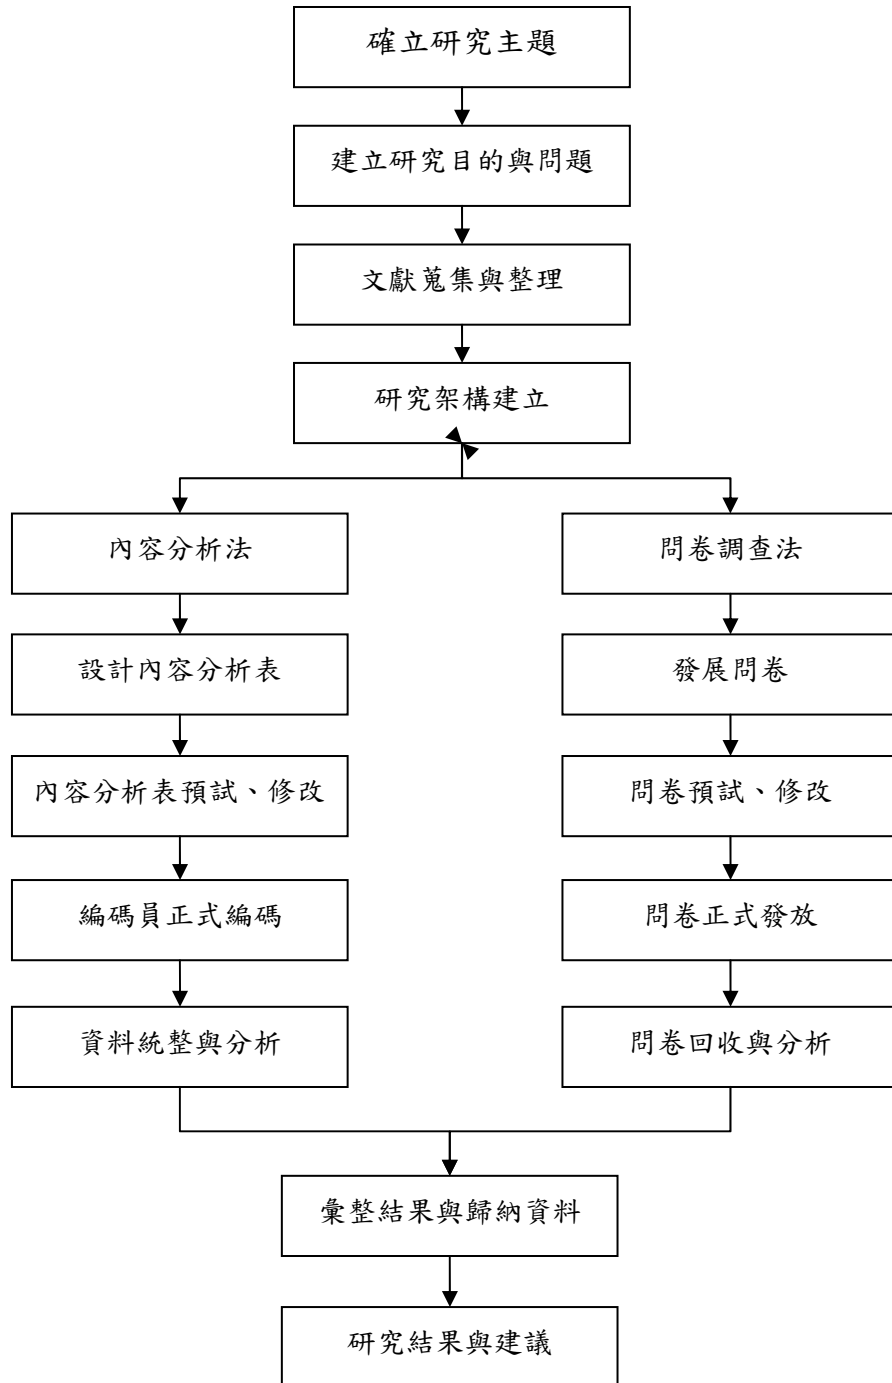 確立研究主題
建立研究目的與問題
文獻蒐集與整理
研究架構建立
內容分析法
問卷調查法
設計內容分析表
發展問卷
內容分析表預試、修改
問卷預試、修改
編碼員正式編碼
問卷正式發放
資料統整與分析
問卷回收與分析
彙整結果與歸納資料
研究結果與建議